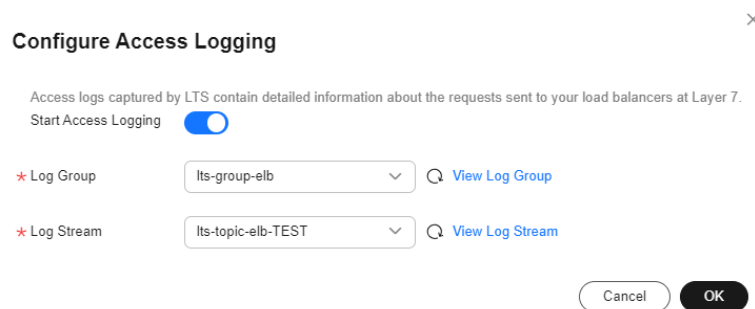 Configure Access Logging
Access logs captured by LTS contain detailed information about the requests sent to your load balancers at Layer 7.
Start Access Logging
* Log Group lts-group-elb View Log Group
* Log Stream lts-topic-elb-TEST View Log Stream
Cancel OK